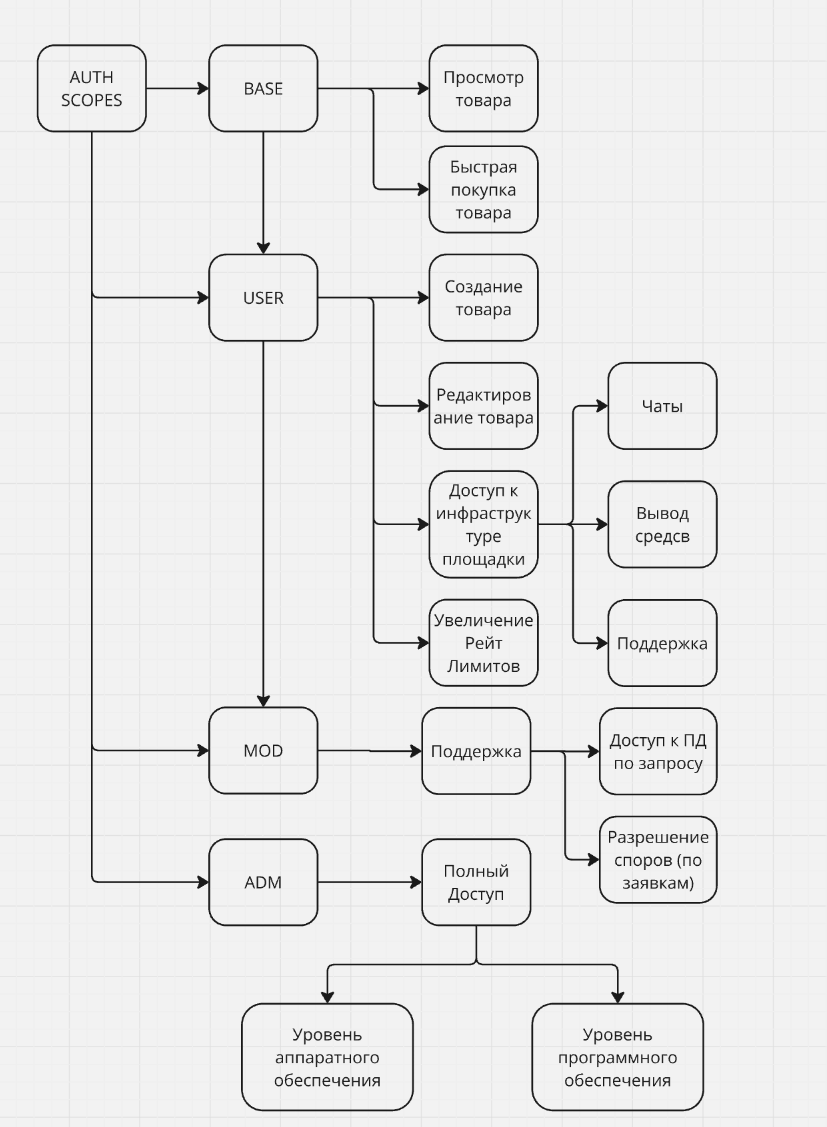 AUTH
SCOPES
BASE
Просмотр
товара
Быстрая
покупка
товара
USER
Создание
товара
Редактиров
ание товара
Чаты
Доступ к
инфраструк
туре
площадки
Вывод
средсв
Увеличение
Рейт
Лимитов
Поддержка
MOD
Поддержка
Доступ к ПД
по запросу
Разрешение
споров (по
заявкам)
ADM
Полный
Доступ
Уровень
аппаратного
обеспечения
Уровень
программного
обеспечения